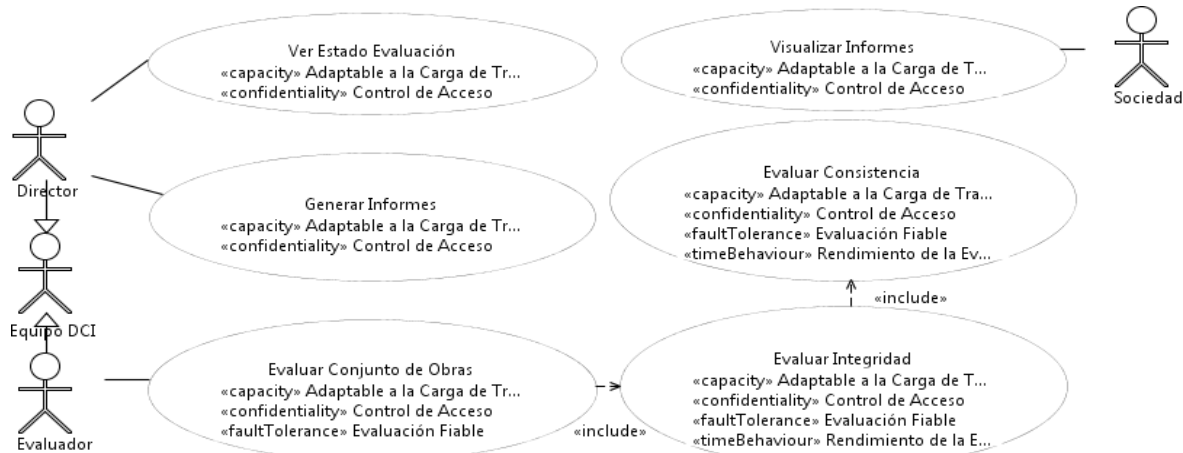 Ver Estado Evaluación
«capacity» Adaptable a la Carga de Tr...
«confidentiality» Control de Acceso
Visualizar Informes
«capacity» Adaptable a la Carga de T...
«confidentiality» Control de Acceso
Sociedad
Director
Generar Informes
«capacity» Adaptable a la Carga de Tr...
«confidentiality» Control de Acceso
Evaluar Consistencia
«capacity» Adaptable a la Carga de Tra...
«confidentiality» Control de Acceso
«faultTolerance» Evaluación Fiable
«timeBehaviour» Rendimiento de la Ev...
Equipo DCI
«include»
Evaluador
Evaluar Conjunto de Obras
«capacity» Adaptable a la Carga de Tr...
«confidentiality» Control de Acceso
«faultTolerance» Evaluación Fiable
«include»
Evaluar Integridad
«capacity» Adaptable a la Carga de T...
«confidentiality» Control de Acceso
«faultTolerance» Evaluación Fiable
«timeBehaviour» Rendimiento de la E...